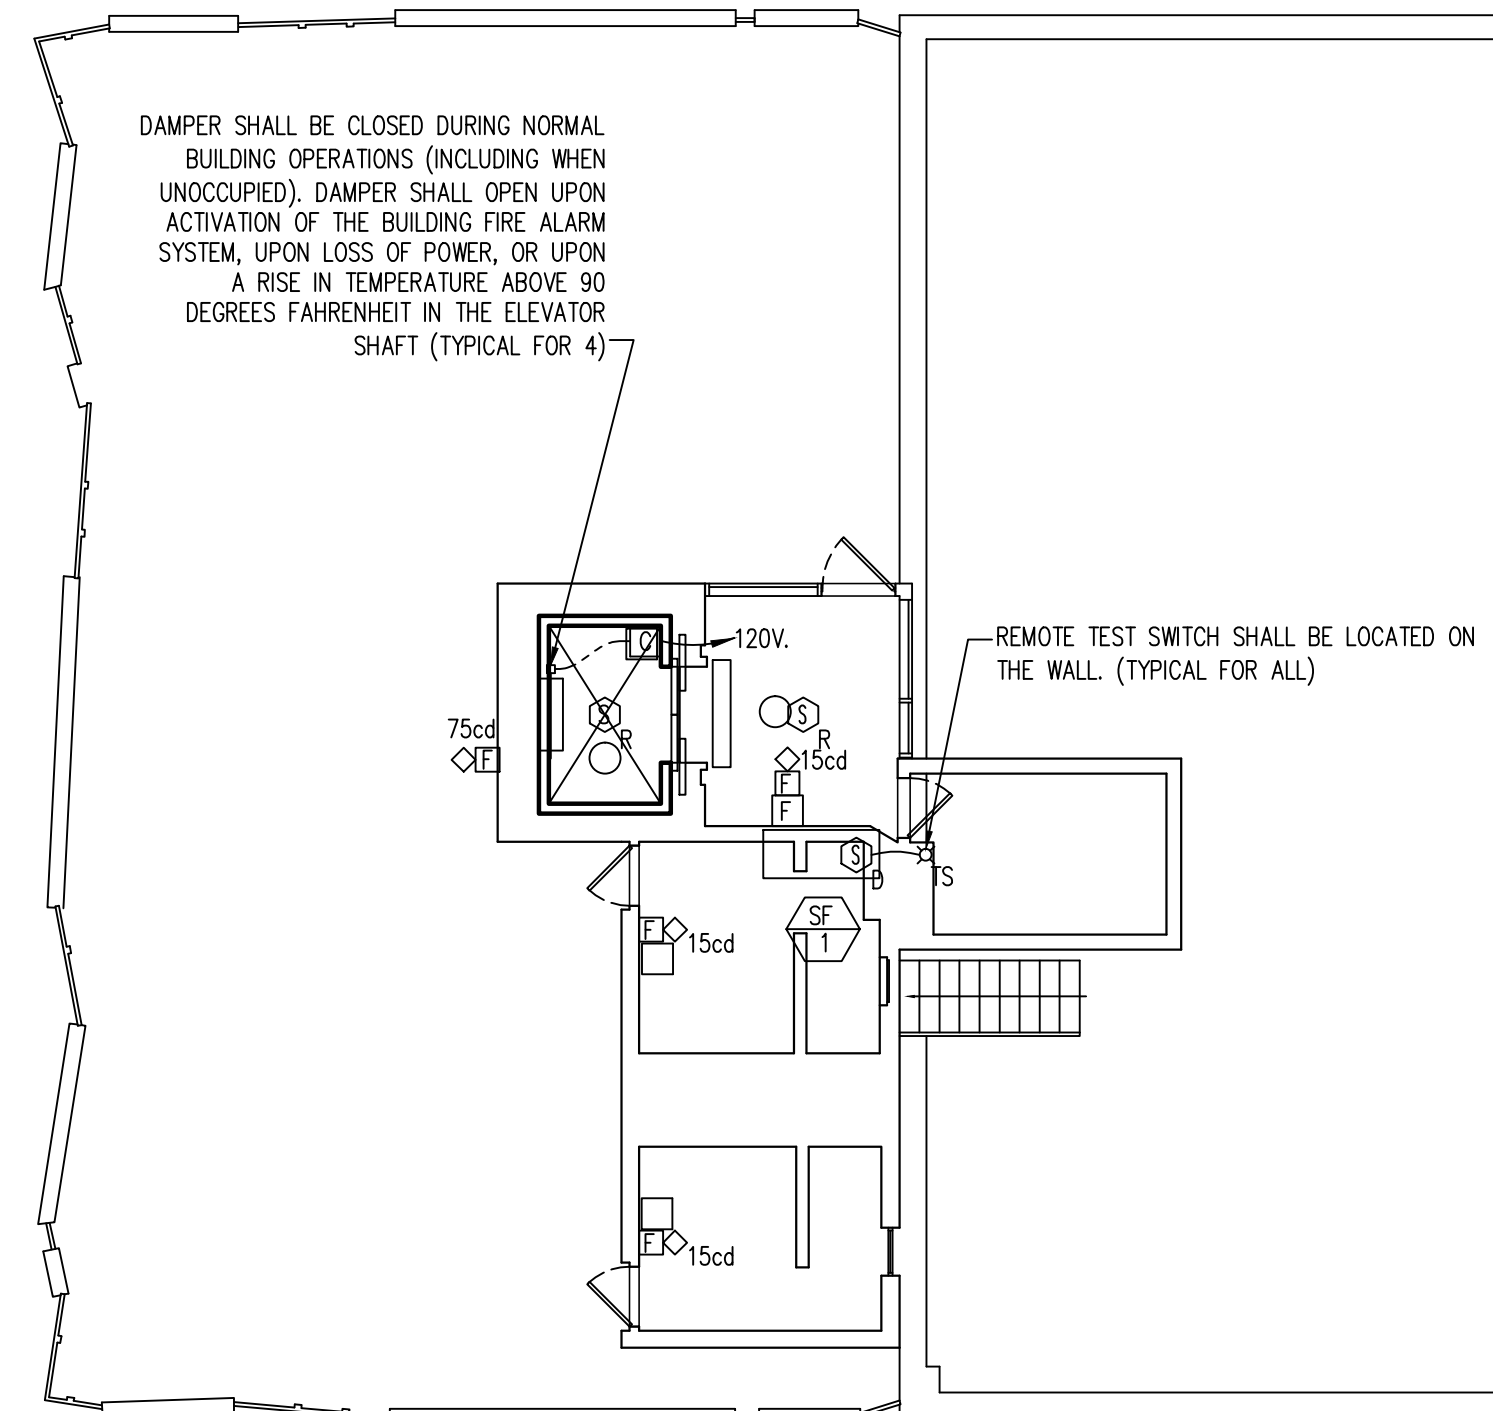 DAMPER SHALL BE CLOSED DURING NORMAL
BUILDING OPERATIONS (INCLUDING WHEN
UNOCCUPIED). DAMPER SHALL OPEN UPON
ACTIVATION OF THE BUILDING FIRE ALARM
SYSTEM, UPON LOSS OF POWER, OR UPON
A RISE IN TEMPERATURE ABOVE 90
DEGREES FAHRENHEIT IN THE ELEVATOR
SHAFT (TYPICAL FOR 4)
C
120V.
REMOTE TEST SWITCH SHALL BE LOCATED ON
THE WALL. (TYPICAL FOR ALL)
S
R
S
R
75cd
F
15cd
F
F
S
D
TS
SF
1
F
15cd
F
15cd